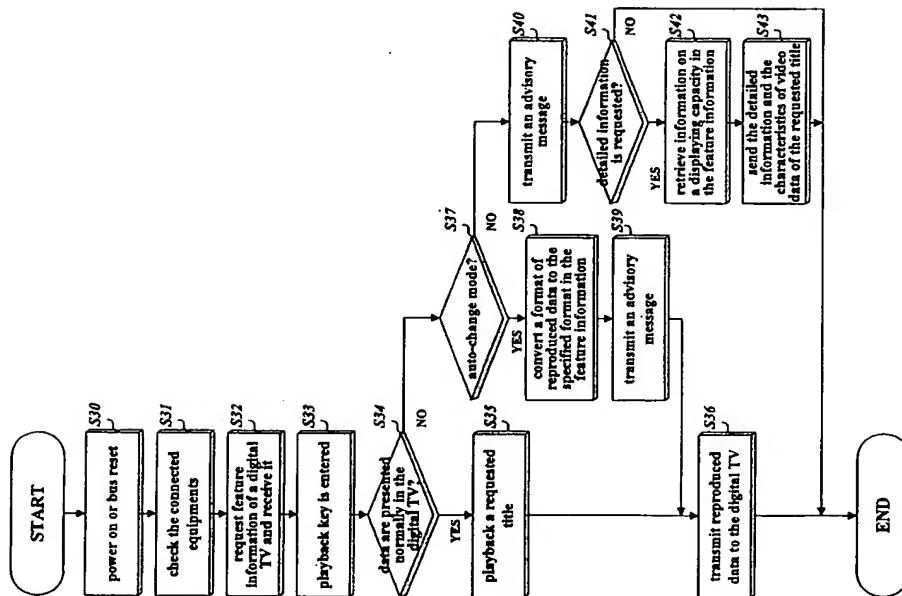 START
S30
power on or bus reset
S31
check the connected
equipments
S32
request feature
information of a digital
TV and receive it
S33
playback key is entered
S34
data are presented
normally in the
digital TV?
NO
YES
S35
playback a requested
title
S36
transmit reproduced
data to the digital TV
END
S37
auto-change mode?
NO
YES
S38
convert a format of
reproduced data to the
specified format in the
feature information
S39
transmit an advisory
message
S40
transmit an advisory
message
S41
detailed information
is requested?
NO
YES
S42
retrieve information on
a displaying capacity in
the feature information
S43
send the detailed
information and the
characteristics of video
data of the requested title